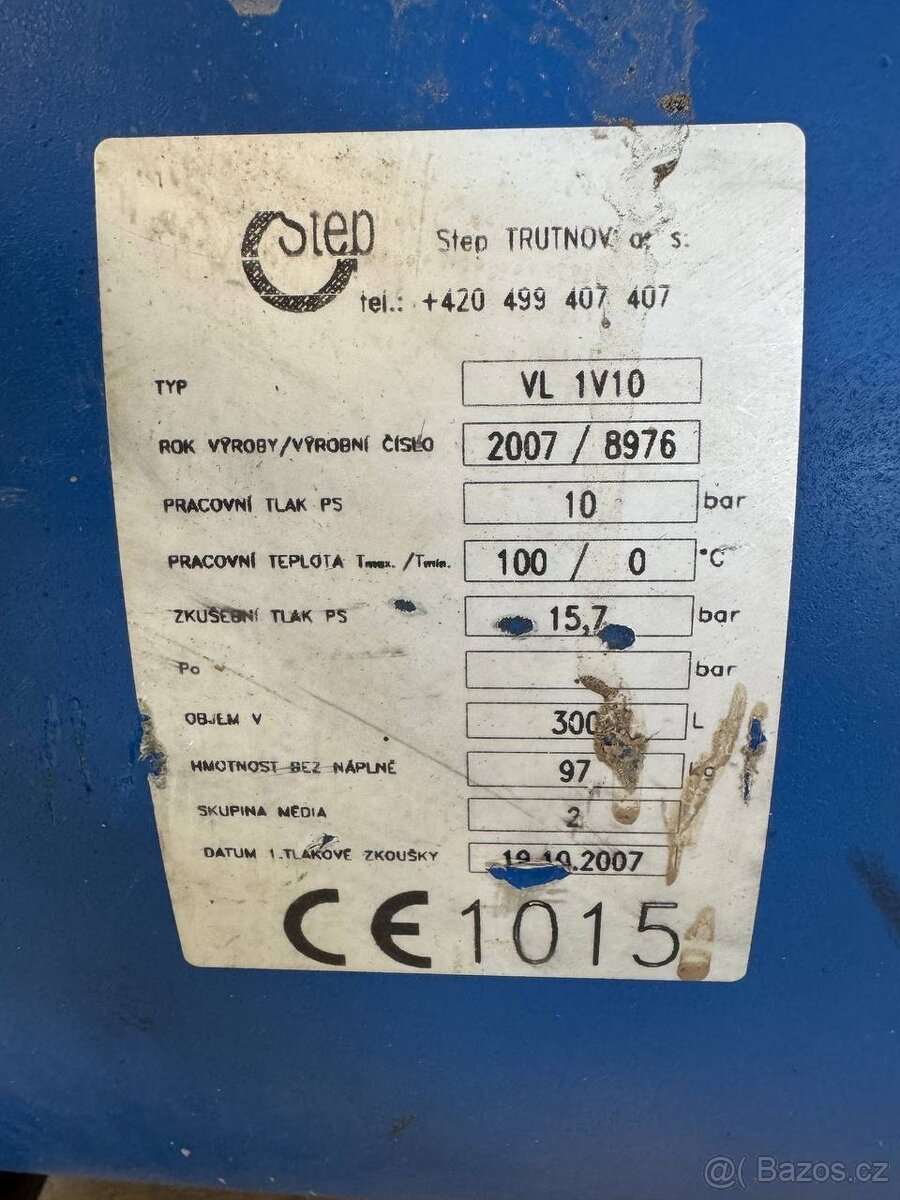 Step
Step TRUTNOV a. s.
tel.: +420 499 407 407
TYP VL 1V10
ROK VÝROBY/VÝROBNÍ ČÍSLO 2007 / 8976
PRACOVNÍ TLAK PS 10 bar
PRACOVNÍ TEPLOTA Tmax. /Tmin. 100 / 0 °C
ZKUŠEBNÍ TLAK PS 15,7 bar
Po bar
OBJEM V 300 L
HMOTNOST BEZ NÁPLNĚ 97 Kg
SKUPINA MÉDIA 2
DATUM 1.TLAKOVÉ ZKOUŠKY 19.10.2007
CE 1015
@( Bazos.cz